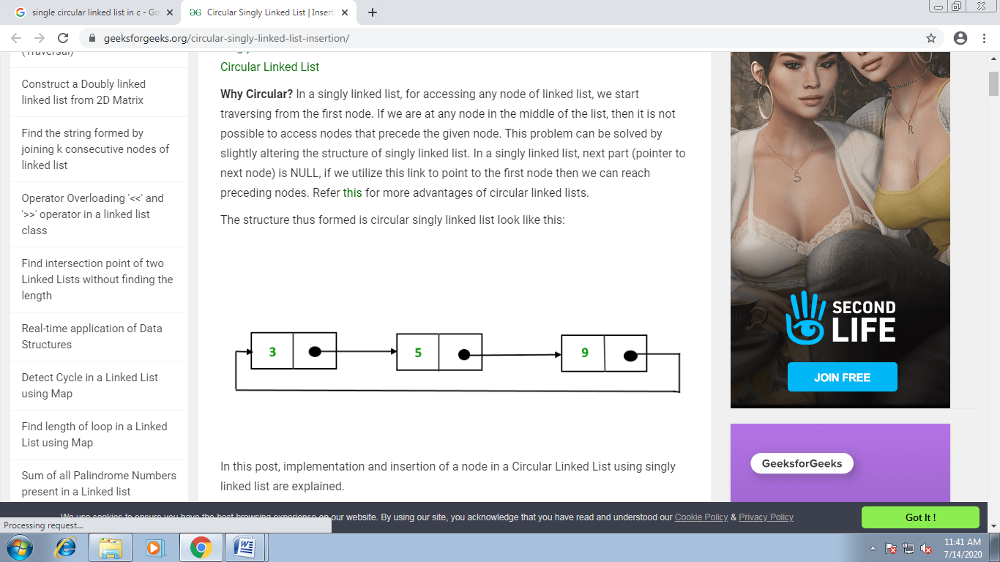 single circular linked list in c - Go
Circular Singly Linked List | Insert
geeksforgeeks.org/circular-singly-linked-list-insertion/
(Traversal)
Construct a Doubly linked
linked list from 2D Matrix
Find the string formed by
joining k consecutive nodes of
linked list
Operator Overloading '<<' and
'>>' operator in a linked list
class
Find intersection point of two
Linked Lists without finding the
length
Real-time application of Data
Structures
Detect Cycle in a Linked List
using Map
Find length of loop in a Linked
List using Map
Sum of all Palindrome Numbers
present in a Linked list
Circular Linked List
Why Circular? In a singly linked list, for accessing any node of linked list, we start
traversing from the first node. If we are at any node in the middle of the list, then it is not
possible to access nodes that precede the given node. This problem can be solved by
slightly altering the structure of singly linked list. In a singly linked list, next part (pointer to
next node) is NULL, if we utilize this link to point to the first node then we can reach
preceding nodes. Refer this for more advantages of circular linked lists.
The structure thus formed is circular singly linked list look like this:
3 5 9
In this post, implementation and insertion of a node in a Circular Linked List using singly
linked list are explained.
S
R
SECOND
LIFE
JOIN FREE
GeeksforGeeks
We use cookies to ensure you have the best browsing experience on our website. By using our site, you acknowledge that you have read and understood our Cookie Policy & Privacy Policy
Got It !
Processing request...
11:41 AM
7/14/2020